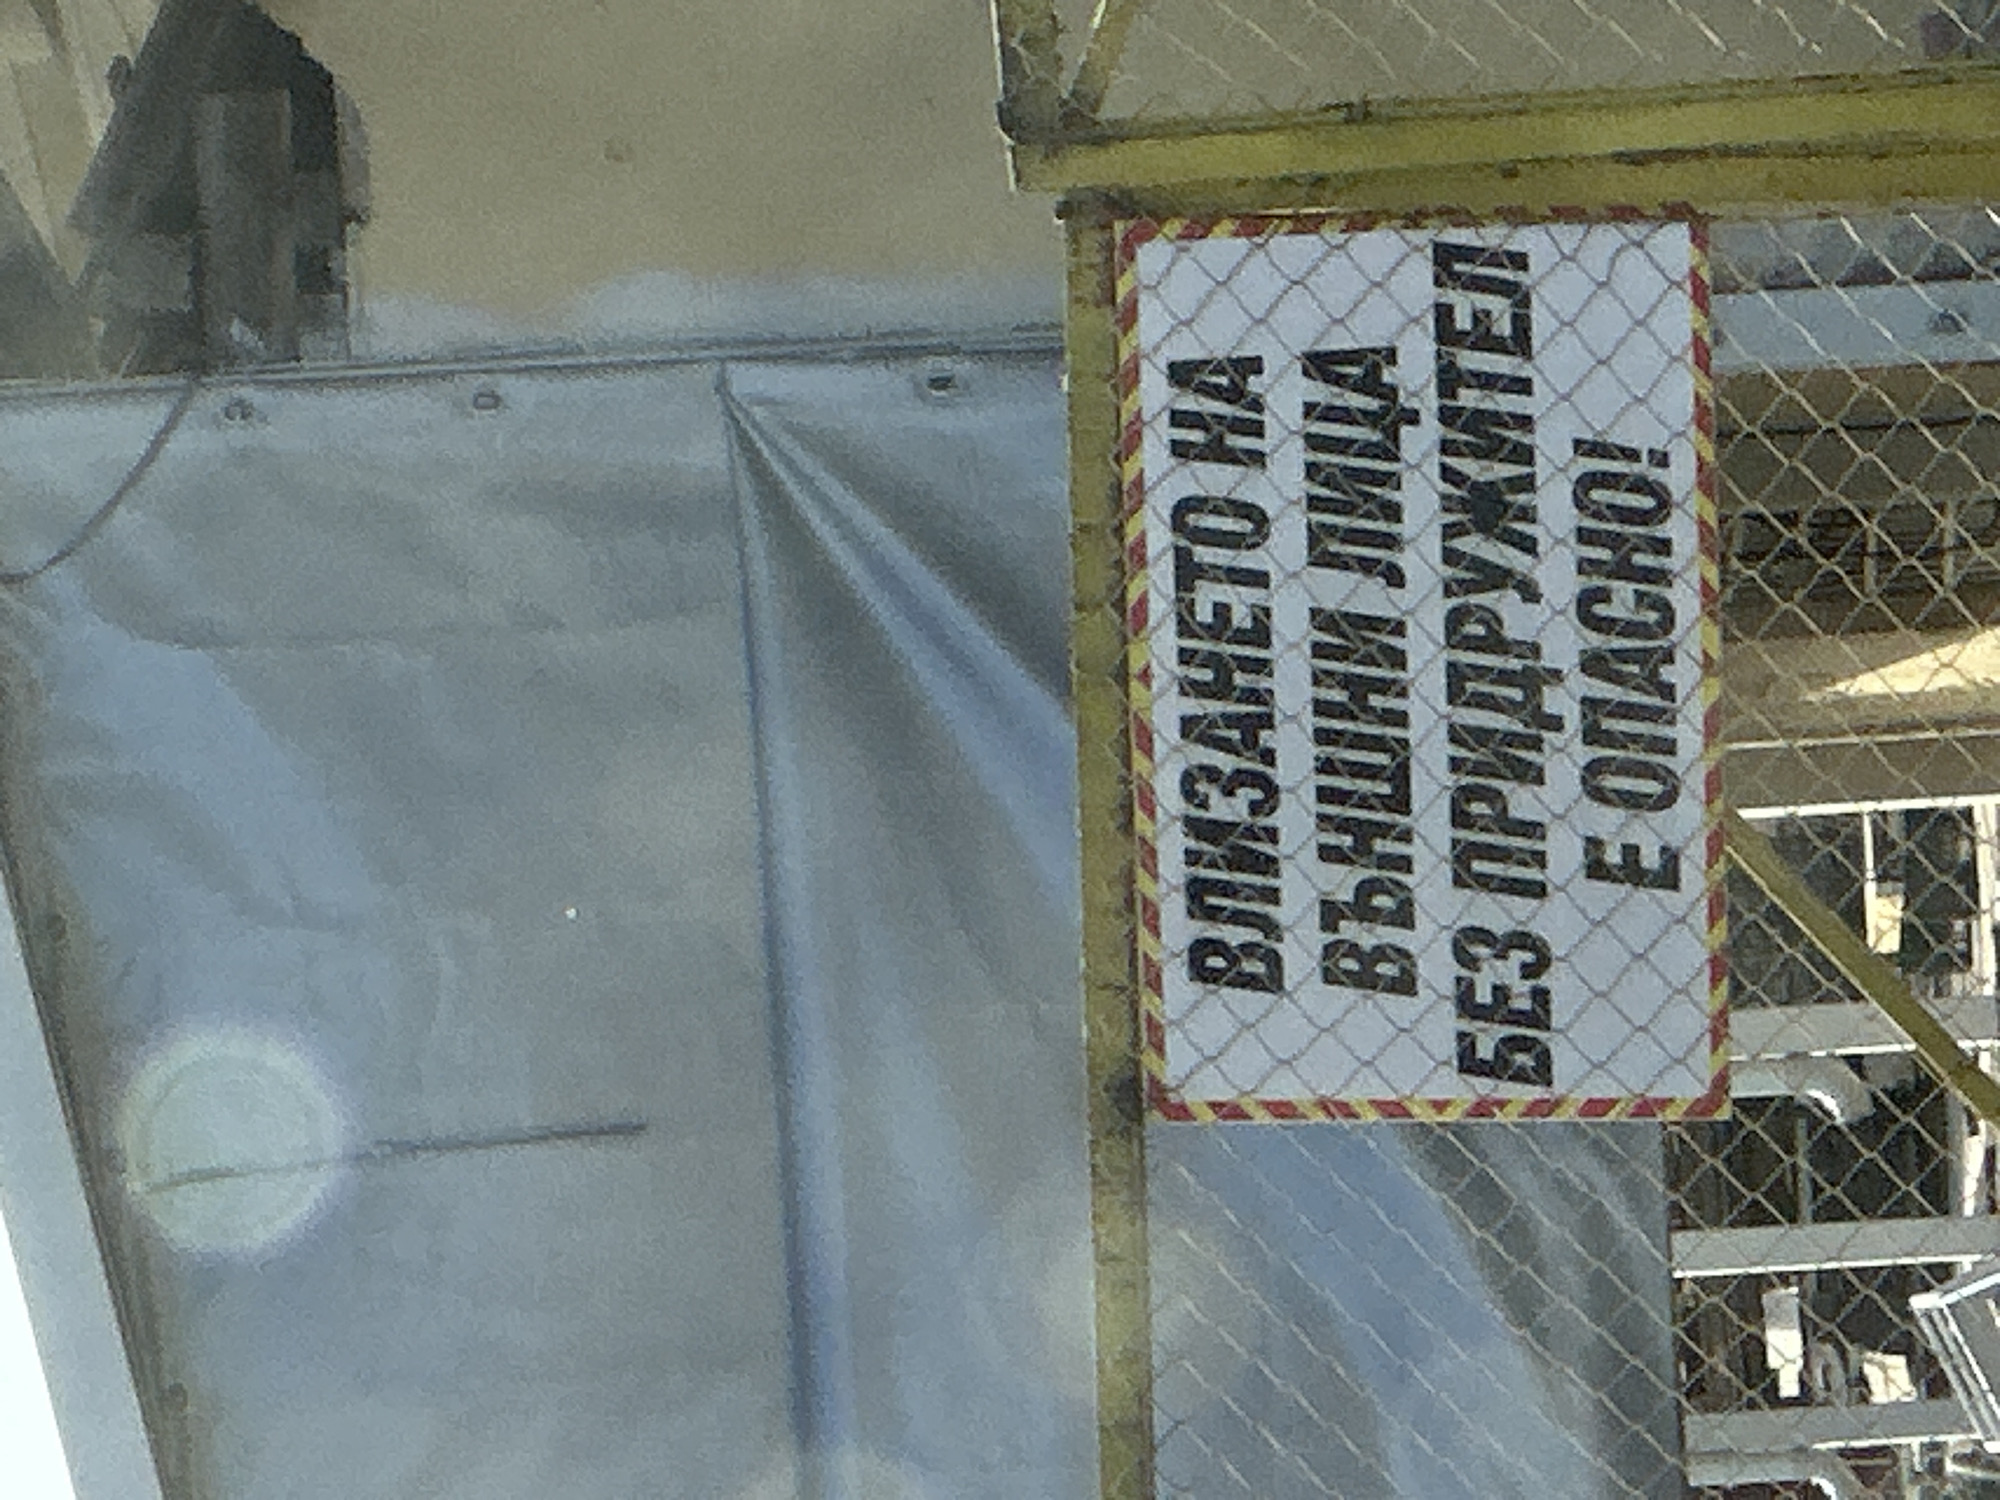 ВЛИЗАНЕТО НА
ВЪНШНИ ЛИЦА
БЕЗ ПРИДРУЖИТЕЛ
Е ОПАСНО!